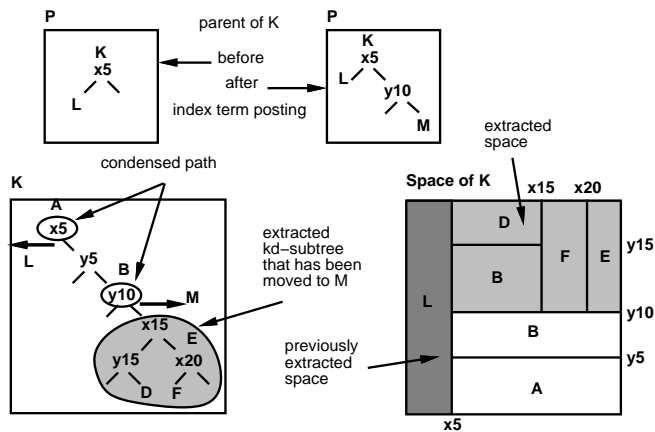 P
parent of K
P
K
x5
L
before
after
index term posting
K
x5
L
y10
M
condensed path
K
A
x5
L
y5
B
y10
M
x15
E
y15
x20
D
F
extracted
kd-subtree
that has been
moved to M
previously
extracted
space
extracted
space
Space of K
x15
x20
D
F
E
y15
B
L
y10
B
y5
A
x5